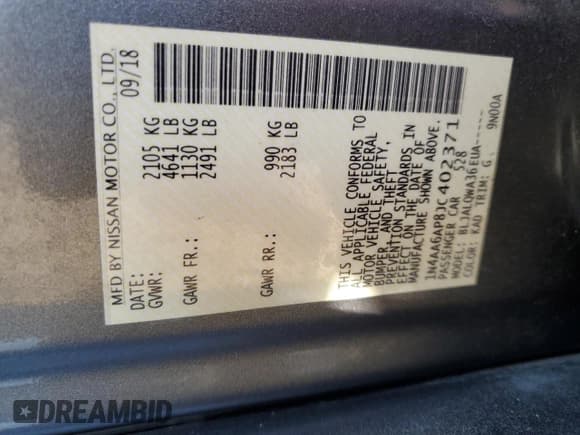 MFD BY NISSAN MOTOR CO., LTD.
DATE: 09/18
GVWR: 2105 KG
4641 LB
GAWR FR.: 1130 KG
2491 LB
GAWR RR.: 990 KG
2183 LB
THIS VEHICLE CONFORMS TO
ALL APPLICABLE FEDERAL
MOTOR VEHICLE SAFETY,
BUMPER, AND THEFT
PREVENTION STANDARDS IN
EFFECT ON THE DATE OF
MANUFACTURE SHOWN ABOVE.
1N4AA6AP8JC402371
PASSENGER CAR 528
MODEL: BLJALQWA36EUA------
COLOR: KAD TRIM: G 9N00A
DREAMBID